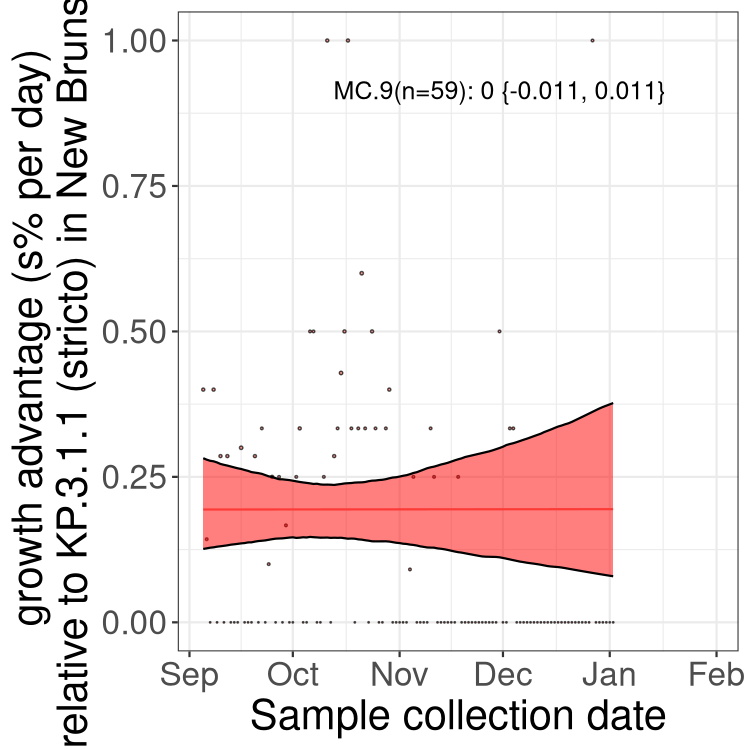 growth advantage (s% per day)
relative to KP.3.1.1 (stricto) in New Bruns
1.00
0.75
0.50
0.25
0.00
MC.9(n=59): 0 {-0.011, 0.011}
Sep Oct Nov Dec Jan Feb
Sample collection date